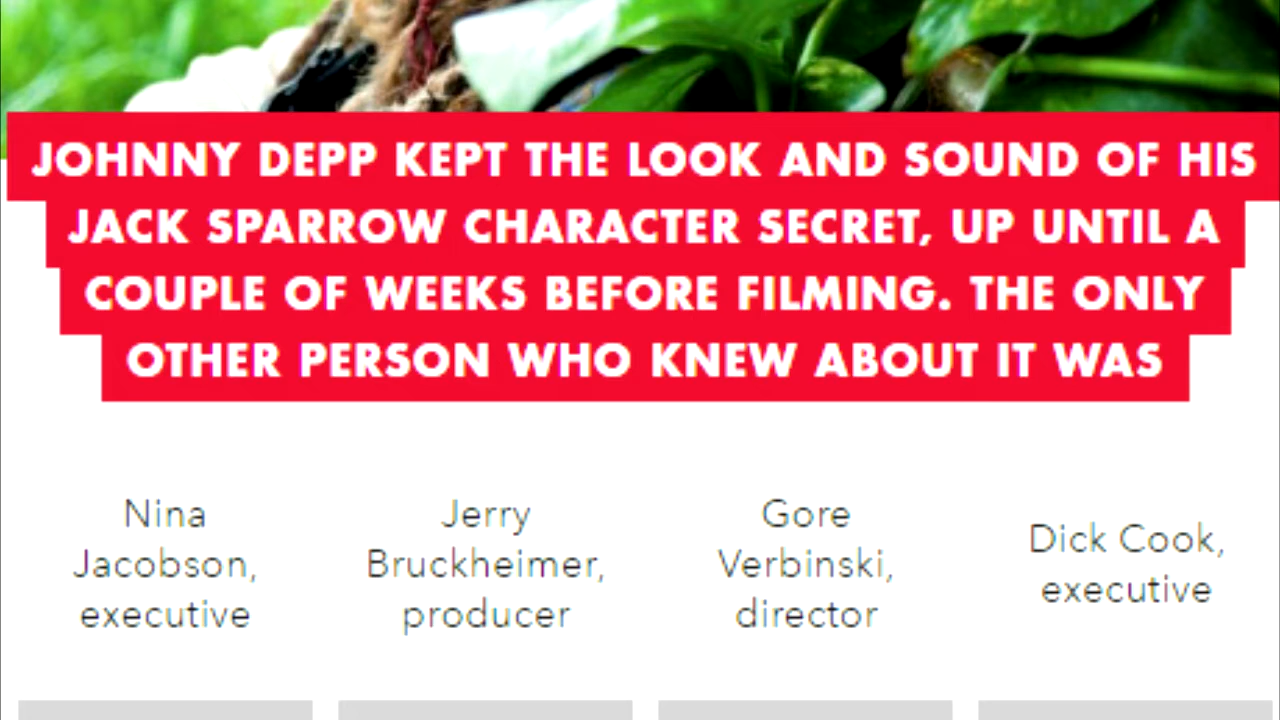 JOHNNY DEPP KEPT THE LOOK AND SOUND OF HIS
JACK SPARROW CHARACTER SECRET, UP UNTIL A
COUPLE OF WEEKS BEFORE FILMING. THE ONLY
OTHER PERSON WHO KNEW ABOUT IT WAS
Nina
Jacobson,
executive
Jerry
Bruckheimer,
producer
Gore
Verbinski,
director
Dick Cook,
executive